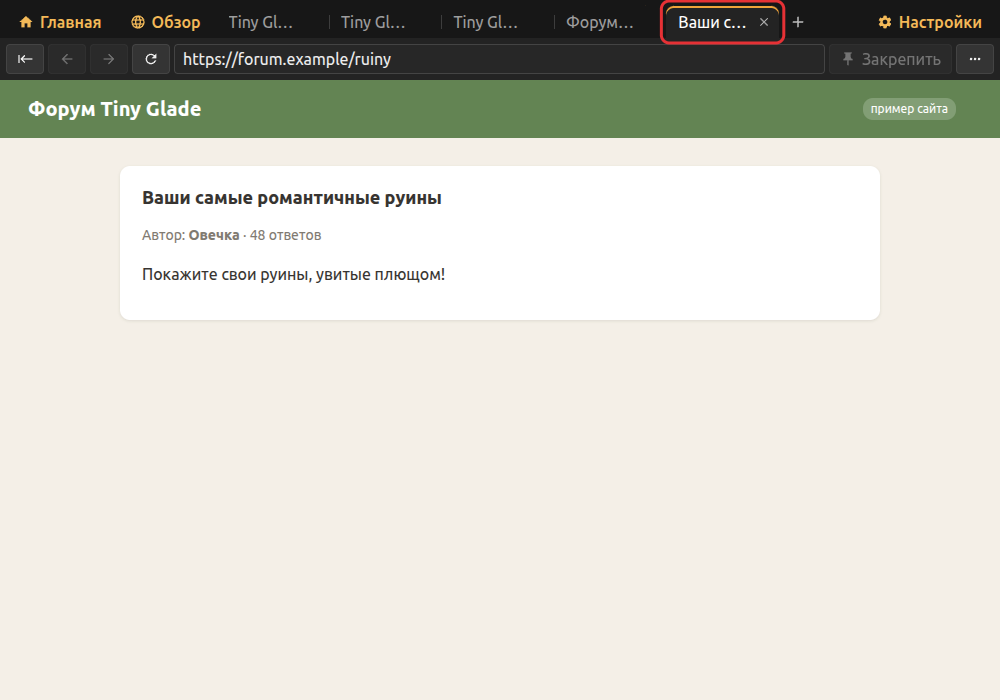 Главная Обзор Tiny Gl... Tiny Gl... Tiny Gl... Форум... Ваши с... Настройки
https://forum.example/ruiny Закрепить
Форум Tiny Glade пример сайта
Ваши самые романтичные руины
Автор: Овечка · 48 ответов
Покажите свои руины, увитые плющом!